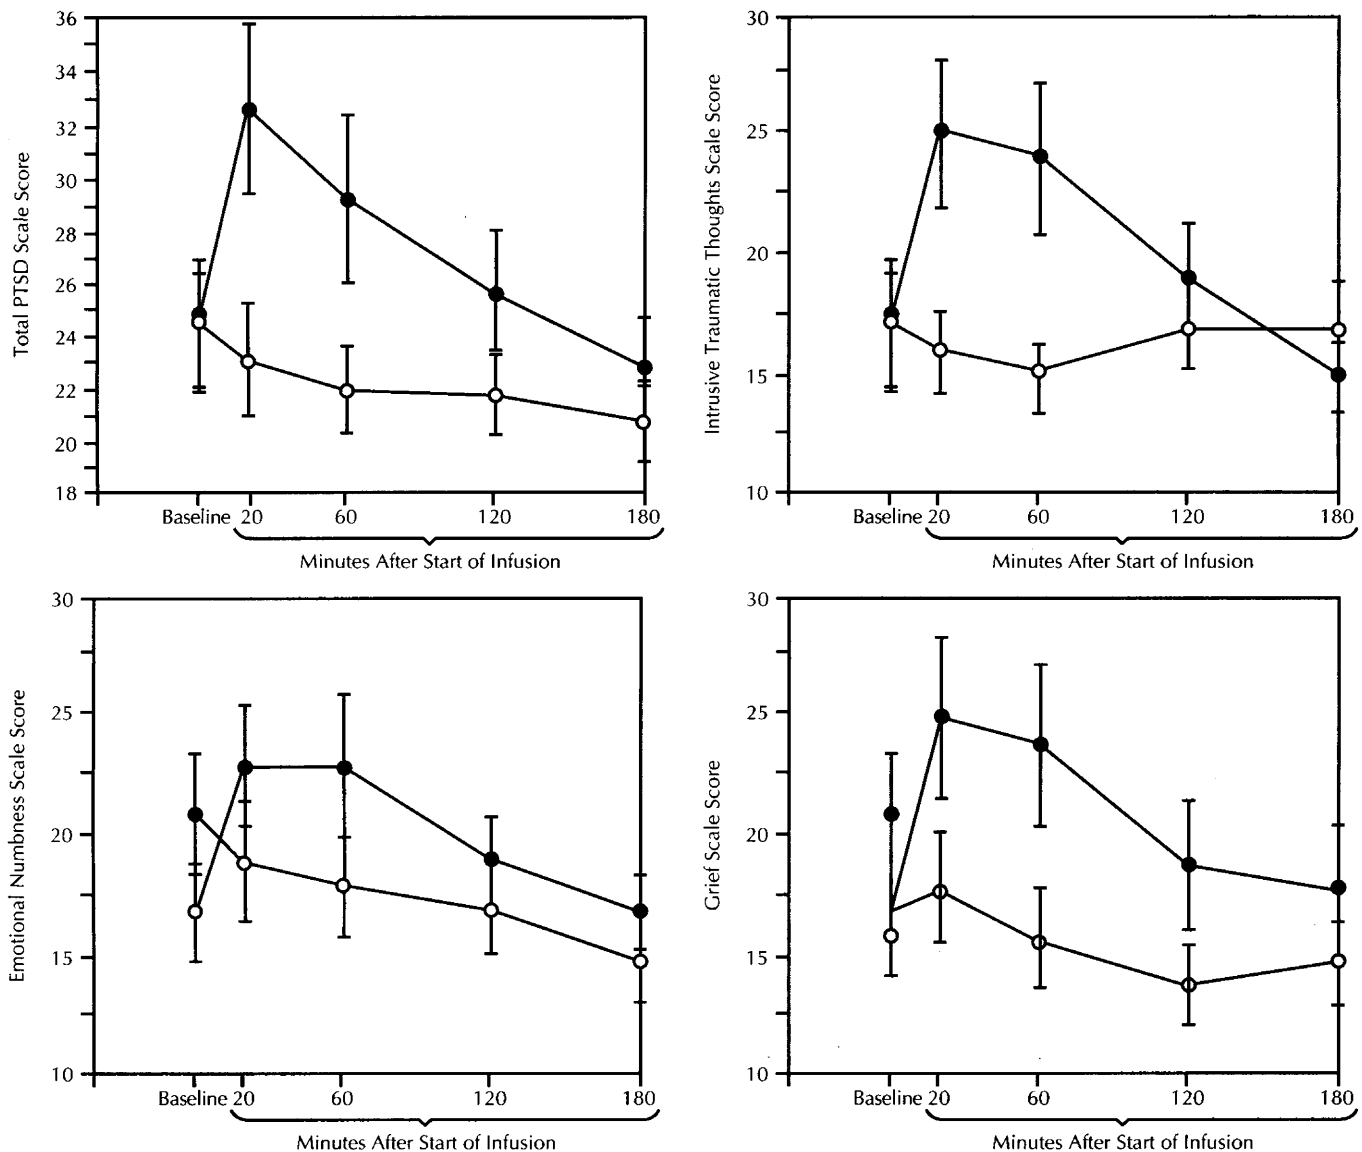 Total PTSD Scale Score
36
34
32
30
28
26
24
22
20
18
Baseline 20 60 120 180
Minutes After Start of Infusion
Intrusive Traumatic Thoughts Scale Score
30
25
20
15
10
Baseline 20 60 120 180
Minutes After Start of Infusion
Emotional Numbness Scale Score
30
25
20
15
10
Baseline 20 60 120 180
Minutes After Start of Infusion
Grief Scale Score
30
25
20
15
10
Baseline 20 60 120 180
Minutes After Start of Infusion